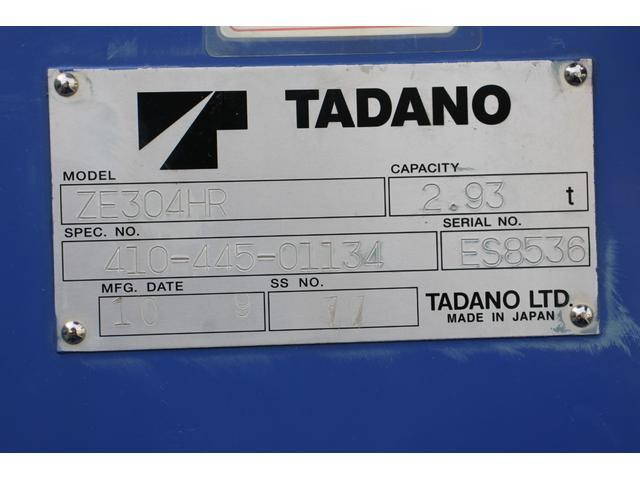 TADANO
MODEL
ZE304HR
CAPACITY
2.93 t
SPEC. NO.
410-445-01134
SERIAL NO.
ES8536
MFG. DATE
10 9
SS NO.
11
TADANO LTD.
MADE IN JAPAN